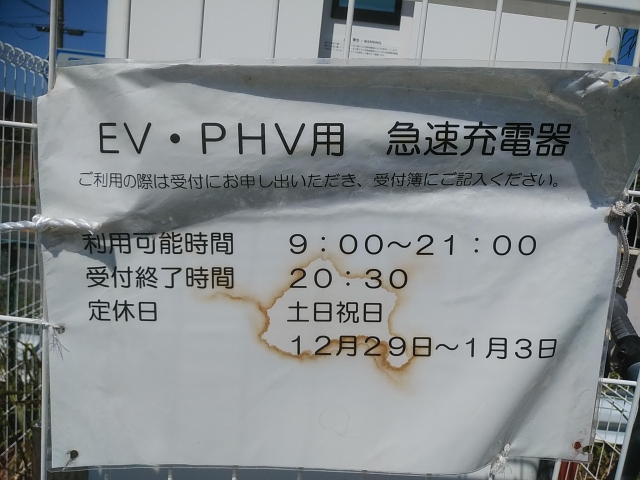 EV・PHV用　急速充電器
ご利用の際は受付にお申し出いただき、受付簿にご記入ください。
利用可能時間　9：00～21：00
受付終了時間　20：30
定休日　土日祝日
12月29日～1月3日